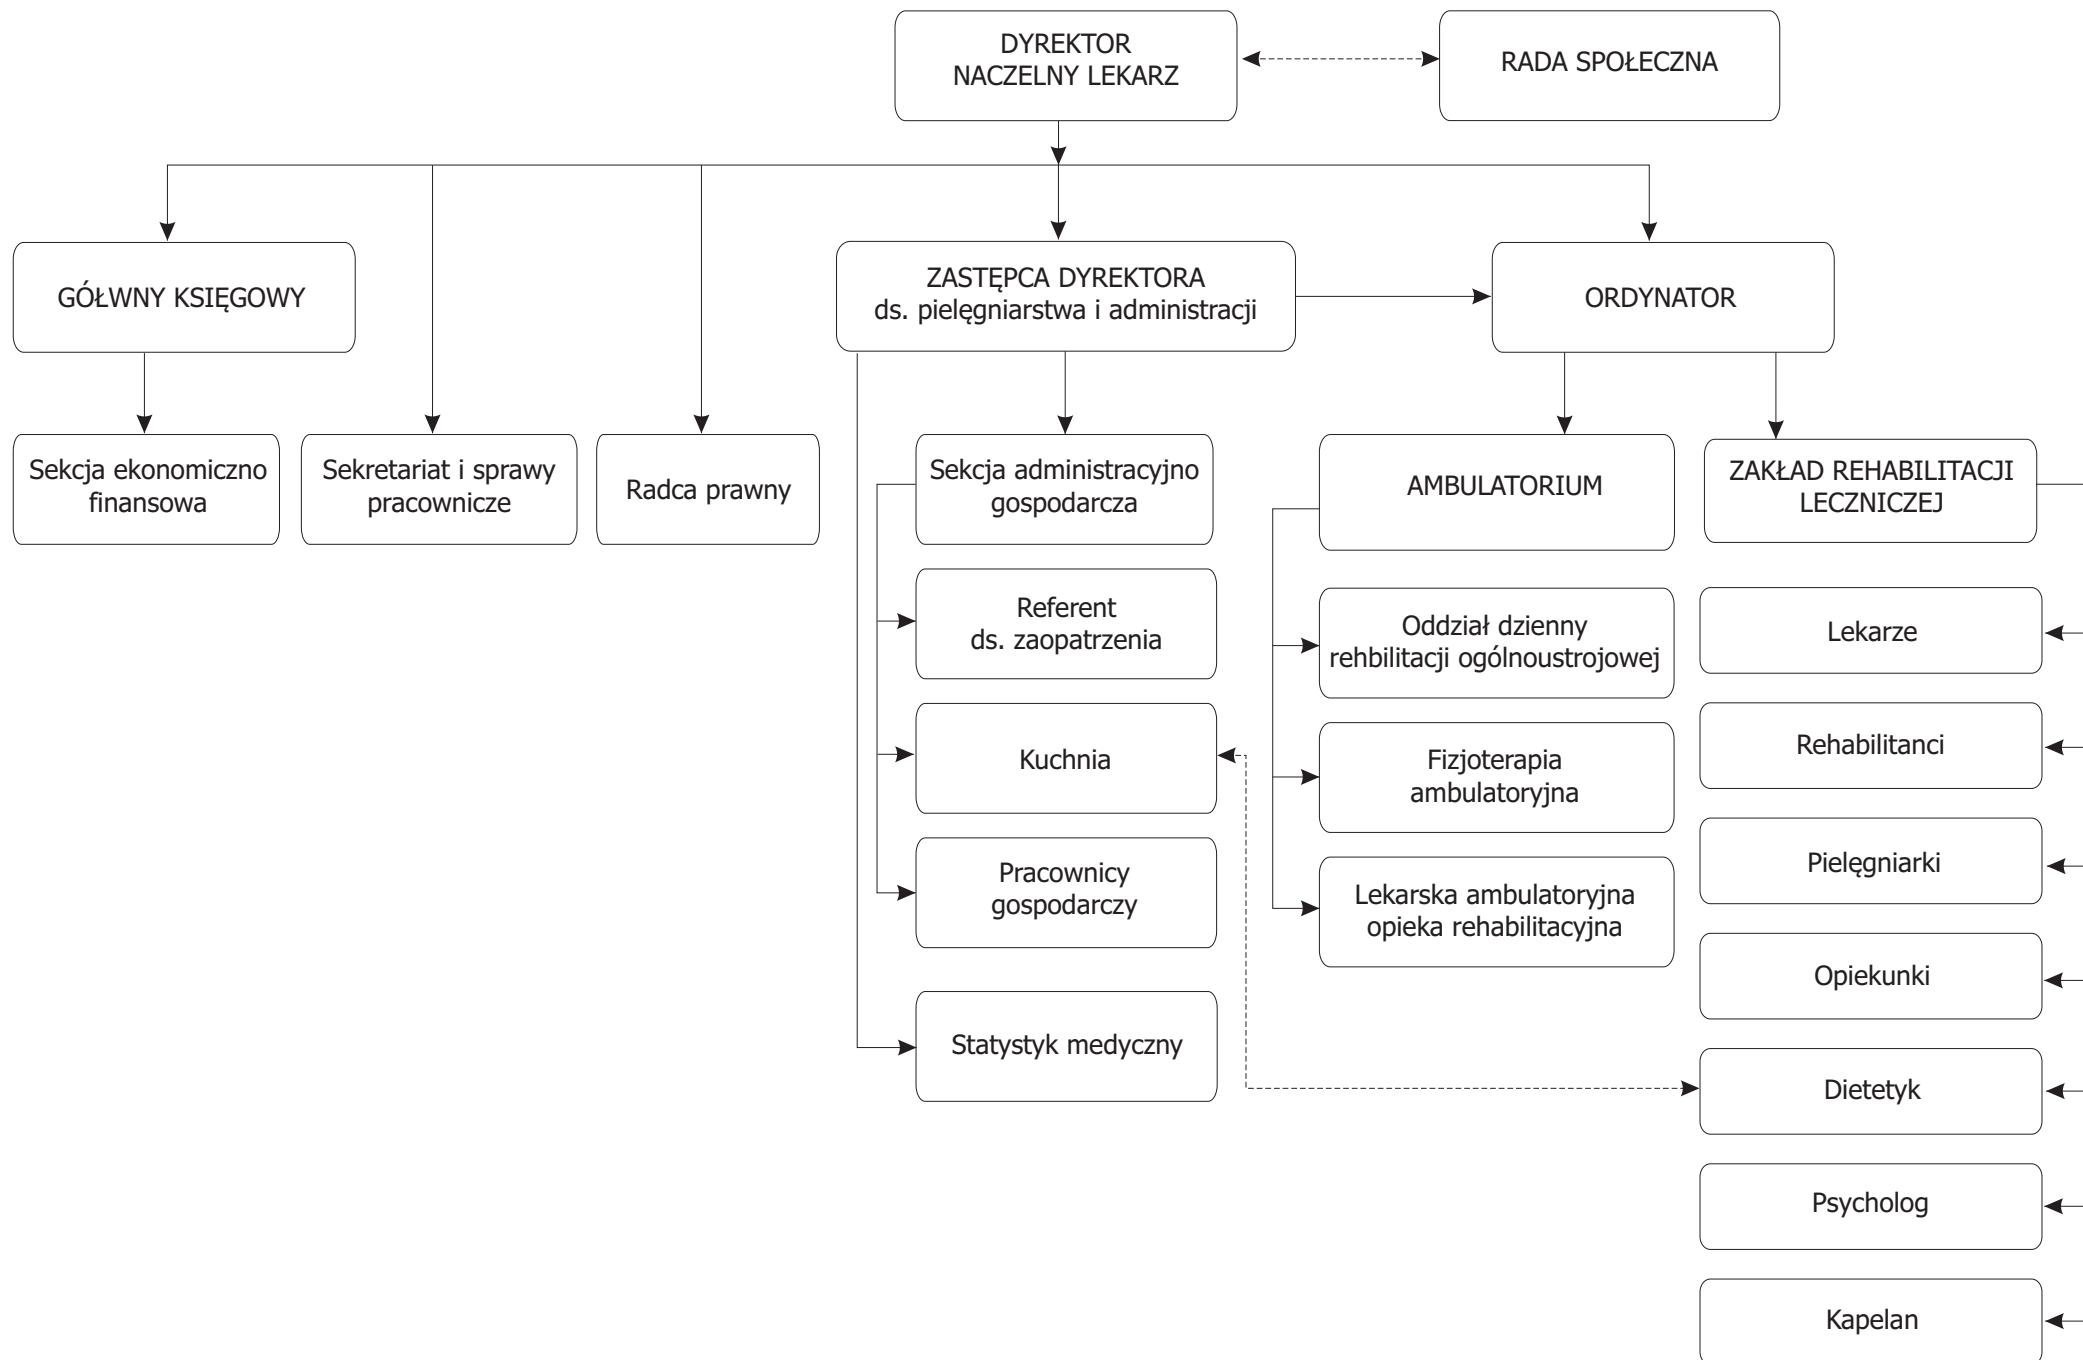 DYREKTOR
NACZELNY LEKARZ
RADA SPOŁECZNA
GÓŁWNY KSIĘGOWY
ZASTĘPCA DYREKTORA
ds. pielęgniarstwa i administracji
ORDYNATOR
Sekcja ekonomiczno
finansowa
Sekretariat i sprawy
pracownicze
Radca prawny
Sekcja administracyjno
gospodarcza
AMBULATORIUM
ZAKŁAD REHABILITACJI
LECZNICZEJ
Referent
ds. zaopatrzenia
Kuchnia
Pracownicy
gospodarczy
Statystyk medyczny
Oddział dzienny
rehbilitacji ogólnoustrojowej
Fizjoterapia
ambulatoryjna
Lekarska ambulatoryjna
opieka rehabilitacyjna
Lekarze
Rehabilitanci
Pielęgniarki
Opiekunki
Dietetyk
Psycholog
Kapelan